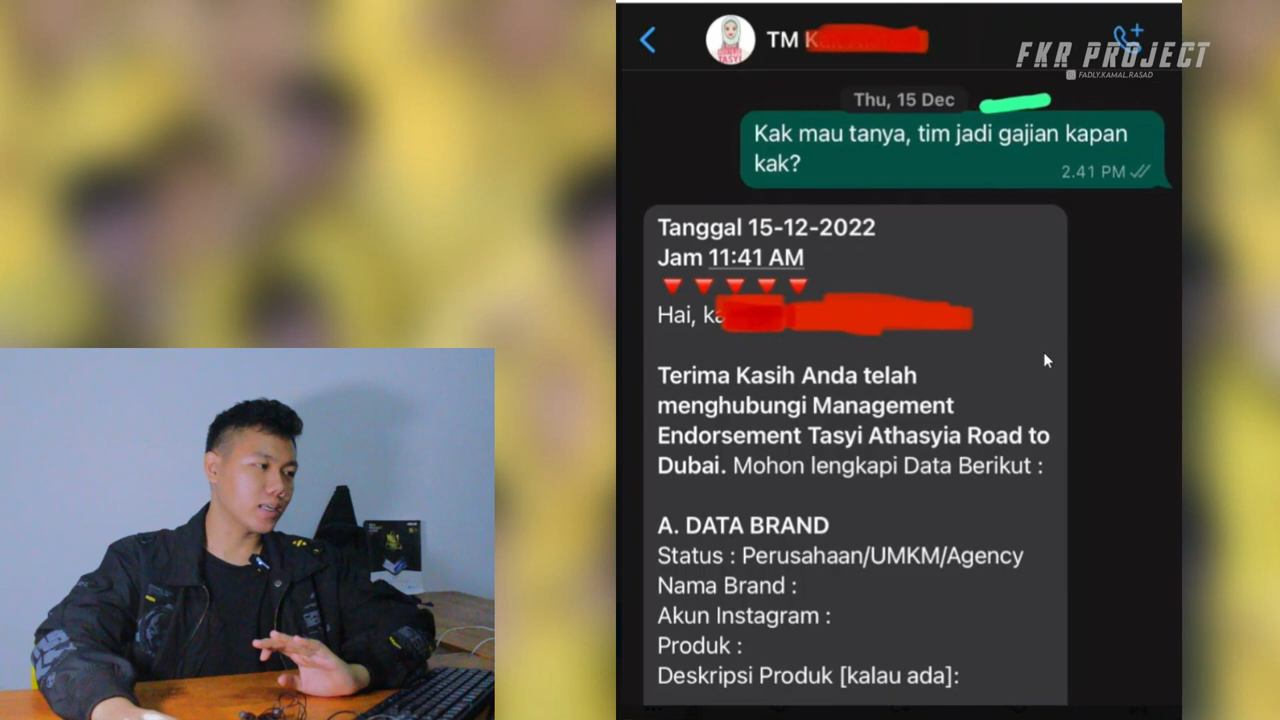 TM
FKR PROJECT
FADLY.KAMAL.RASAD
Thu, 15 Dec
Kak mau tanya, tim jadi gajian kapan
kak?
2.41 PM
Tanggal 15-12-2022
Jam 11:41 AM
Hai, ka
Terima Kasih Anda telah
menghubungi Management
Endorsement Tasyi Athasyia Road to
Dubai. Mohon lengkapi Data Berikut :
A. DATA BRAND
Status : Perusahaan/UMKM/Agency
Nama Brand :
Akun Instagram :
Produk :
Deskripsi Produk [kalau ada]: